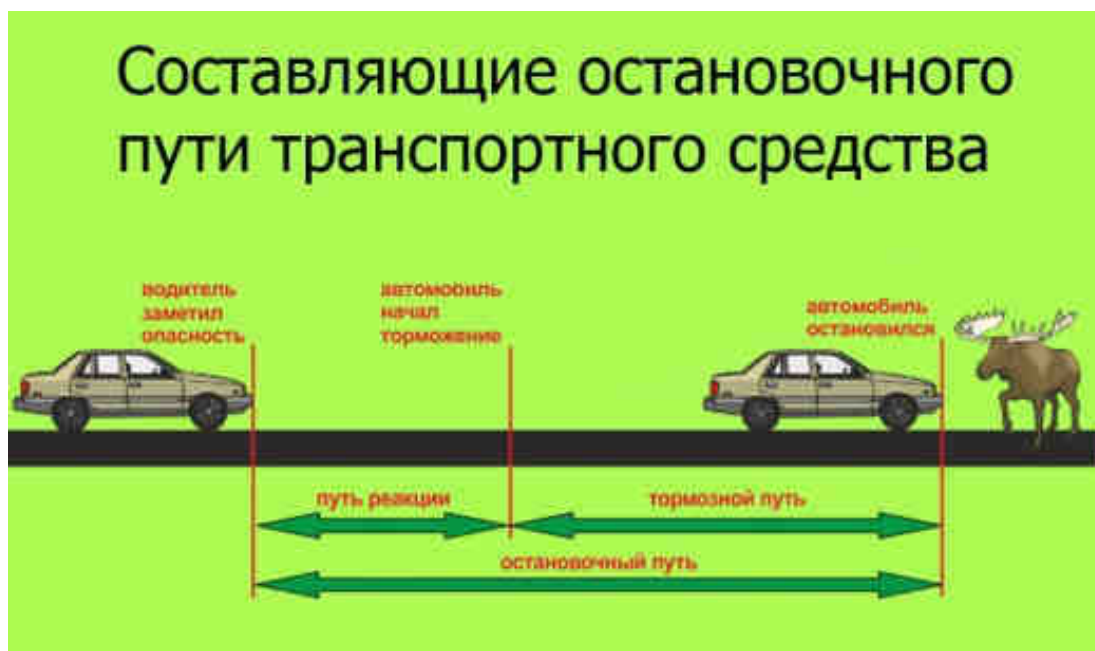 Составляющие остановочного
пути транспортного средства
водитель
заметил
опасность
автомобиль
начал
торможение
автомобиль
остановился
путь реакции
тормозной путь
остановочный путь